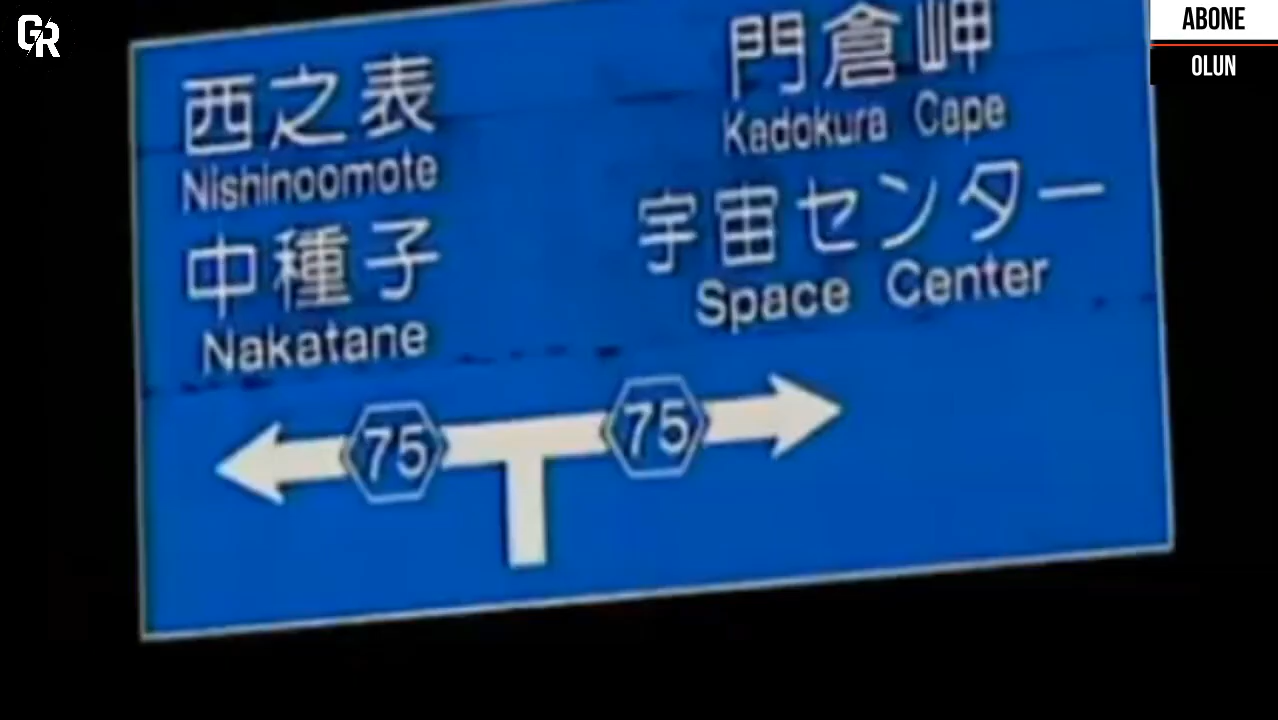 GR
ABONE
OLUN
西之表
Nishinoomote
中種子
Nakatane
門倉岬
Kadokura Cape
宇宙センター
Space Center
75
75